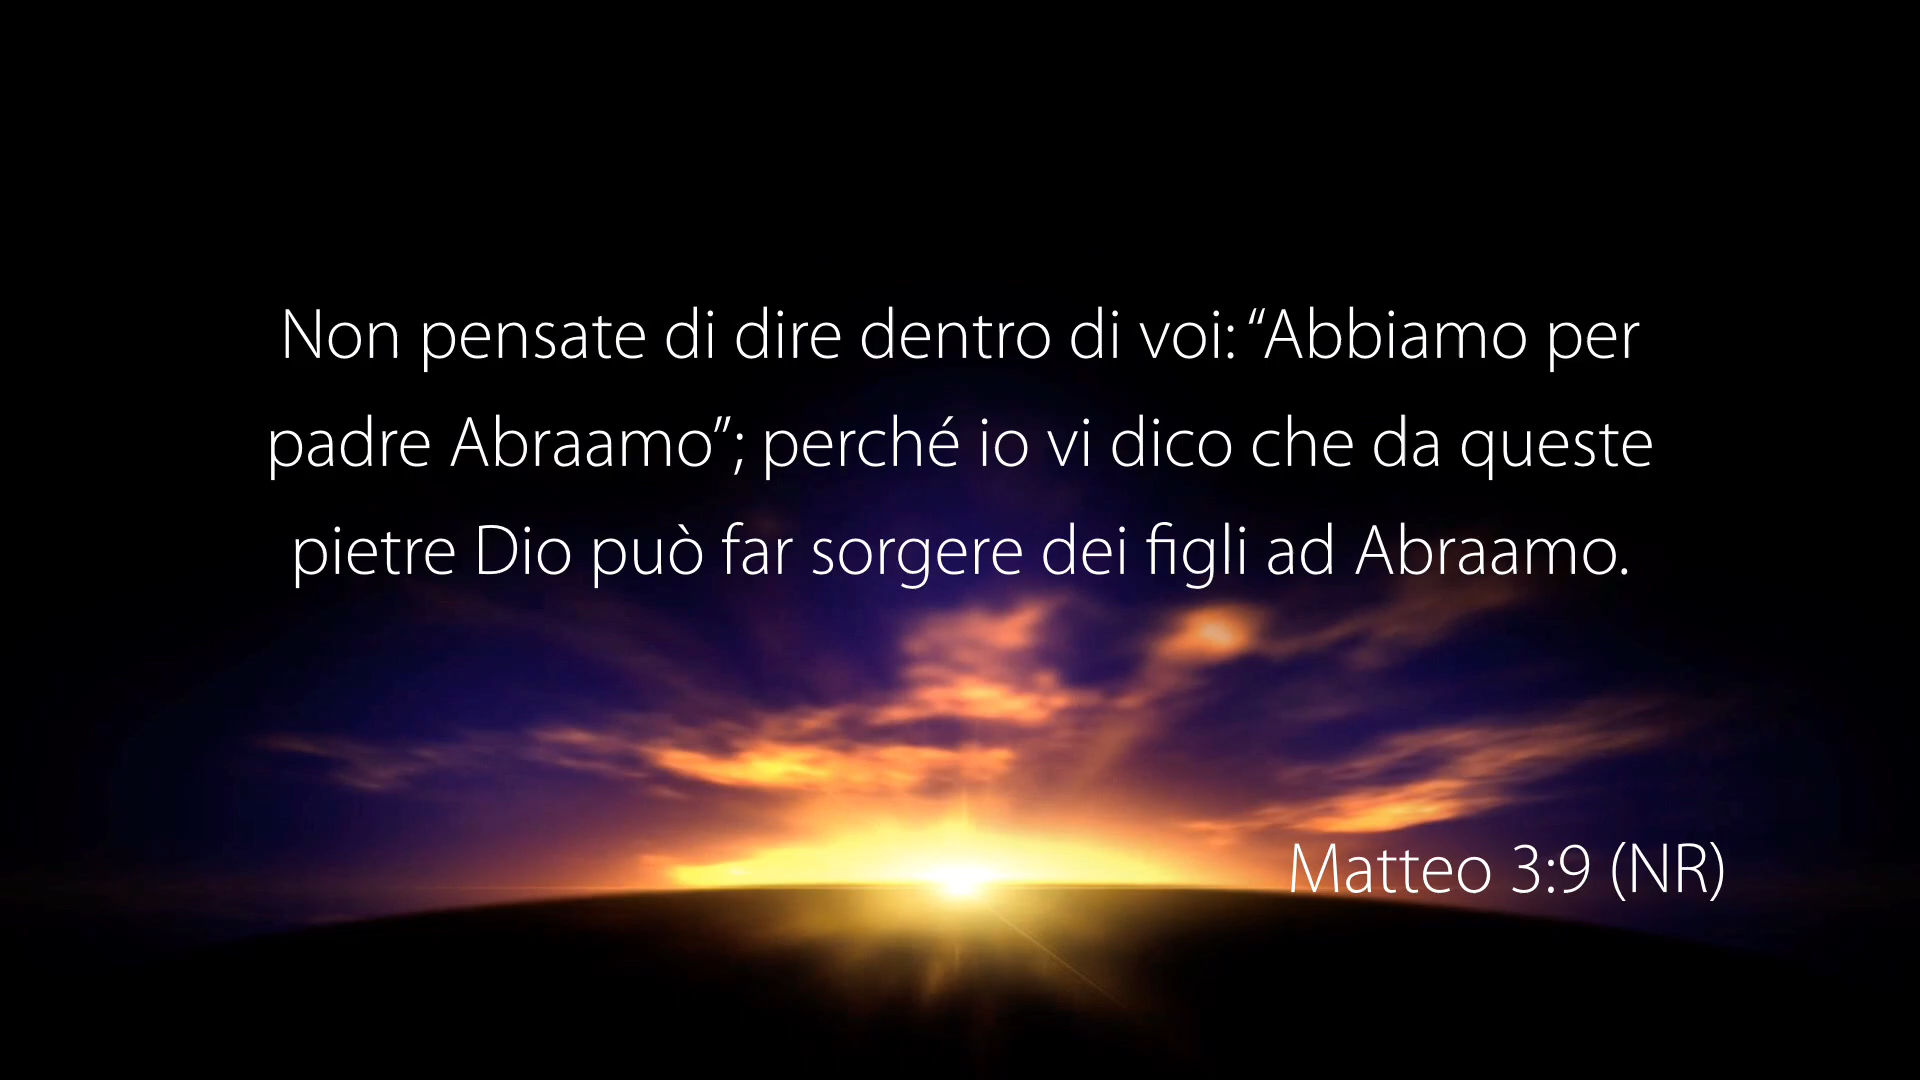 Non pensate di dire dentro di voi: “Abbiamo per
padre Abraamo”; perché io vi dico che da queste
pietre Dio può far sorgere dei figli ad Abraamo.
Matteo 3:9 (NR)